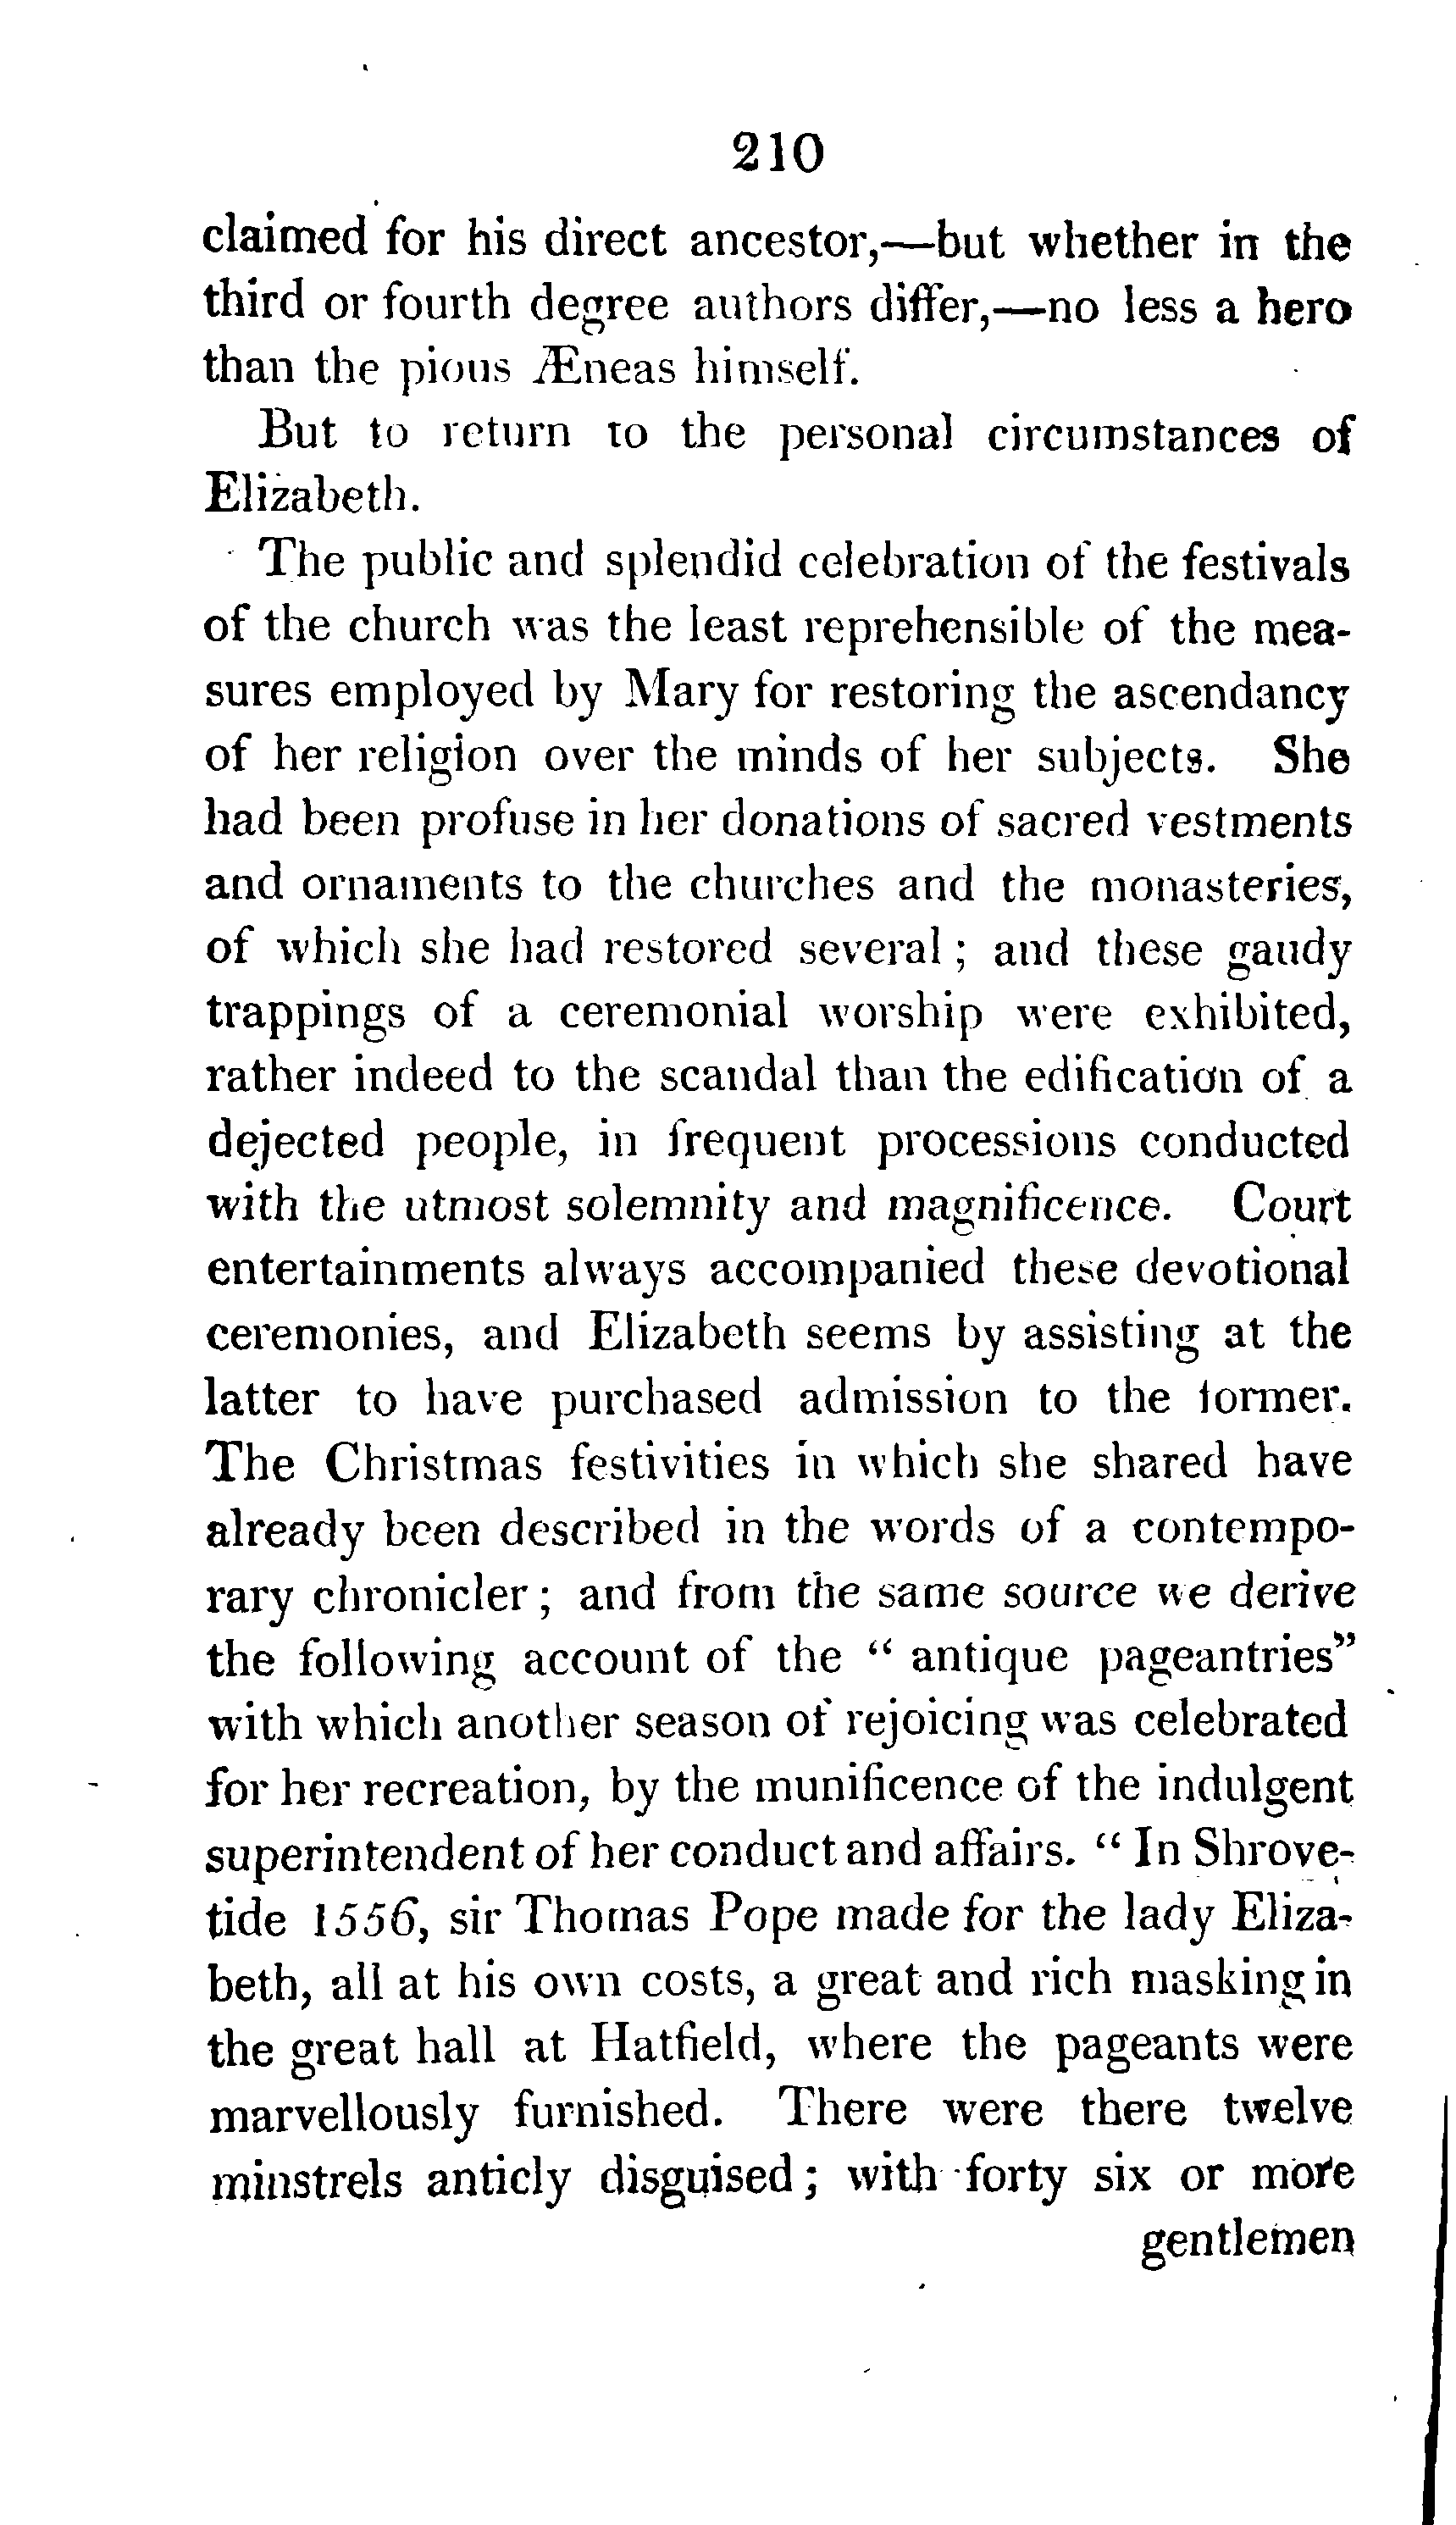 210
claimed for his direct ancestor,—but whether in the
third or fourth degree authors differ,—no less a hero
than the pious Æneas himself.
But to return to the personal circumstances of
Elizabeth.
The public and splendid celebration of the festivals
of the church was the least reprehensible of the mea-
sures employed by Mary for restoring the ascendancy
of her religion over the minds of her subjects. She
had been profuse in her donations of sacred vestments
and ornaments to the churches and the monasteries,
of which she had restored several ; and these gaudy
trappings of a ceremonial worship were exhibited,
rather indeed to the scandal than the edification of a
dejected people, in frequent processions conducted
with the utmost solemnity and magnificence. Court
entertainments always accompanied these devotional
ceremonies, and Elizabeth seems by assisting at the
latter to have purchased admission to the former.
The Christmas festivities in which she shared have
already been described in the words of a contempo-
rary chronicler ; and from the same source we derive
the following account of the “ antique pageantries”
with which another season of rejoicing was celebrated
for her recreation, by the munificence of the indulgent
superintendent of her conduct and affairs. “ In Shrove-
tide 1556, sir Thomas Pope made for the lady Eliza-
beth, all at his own costs, a great and rich masking in
the great hall at Hatfield, where the pageants were
marvellously furnished. There were there twelve
minstrels anticly disguised ; with forty six or more
gentlemen